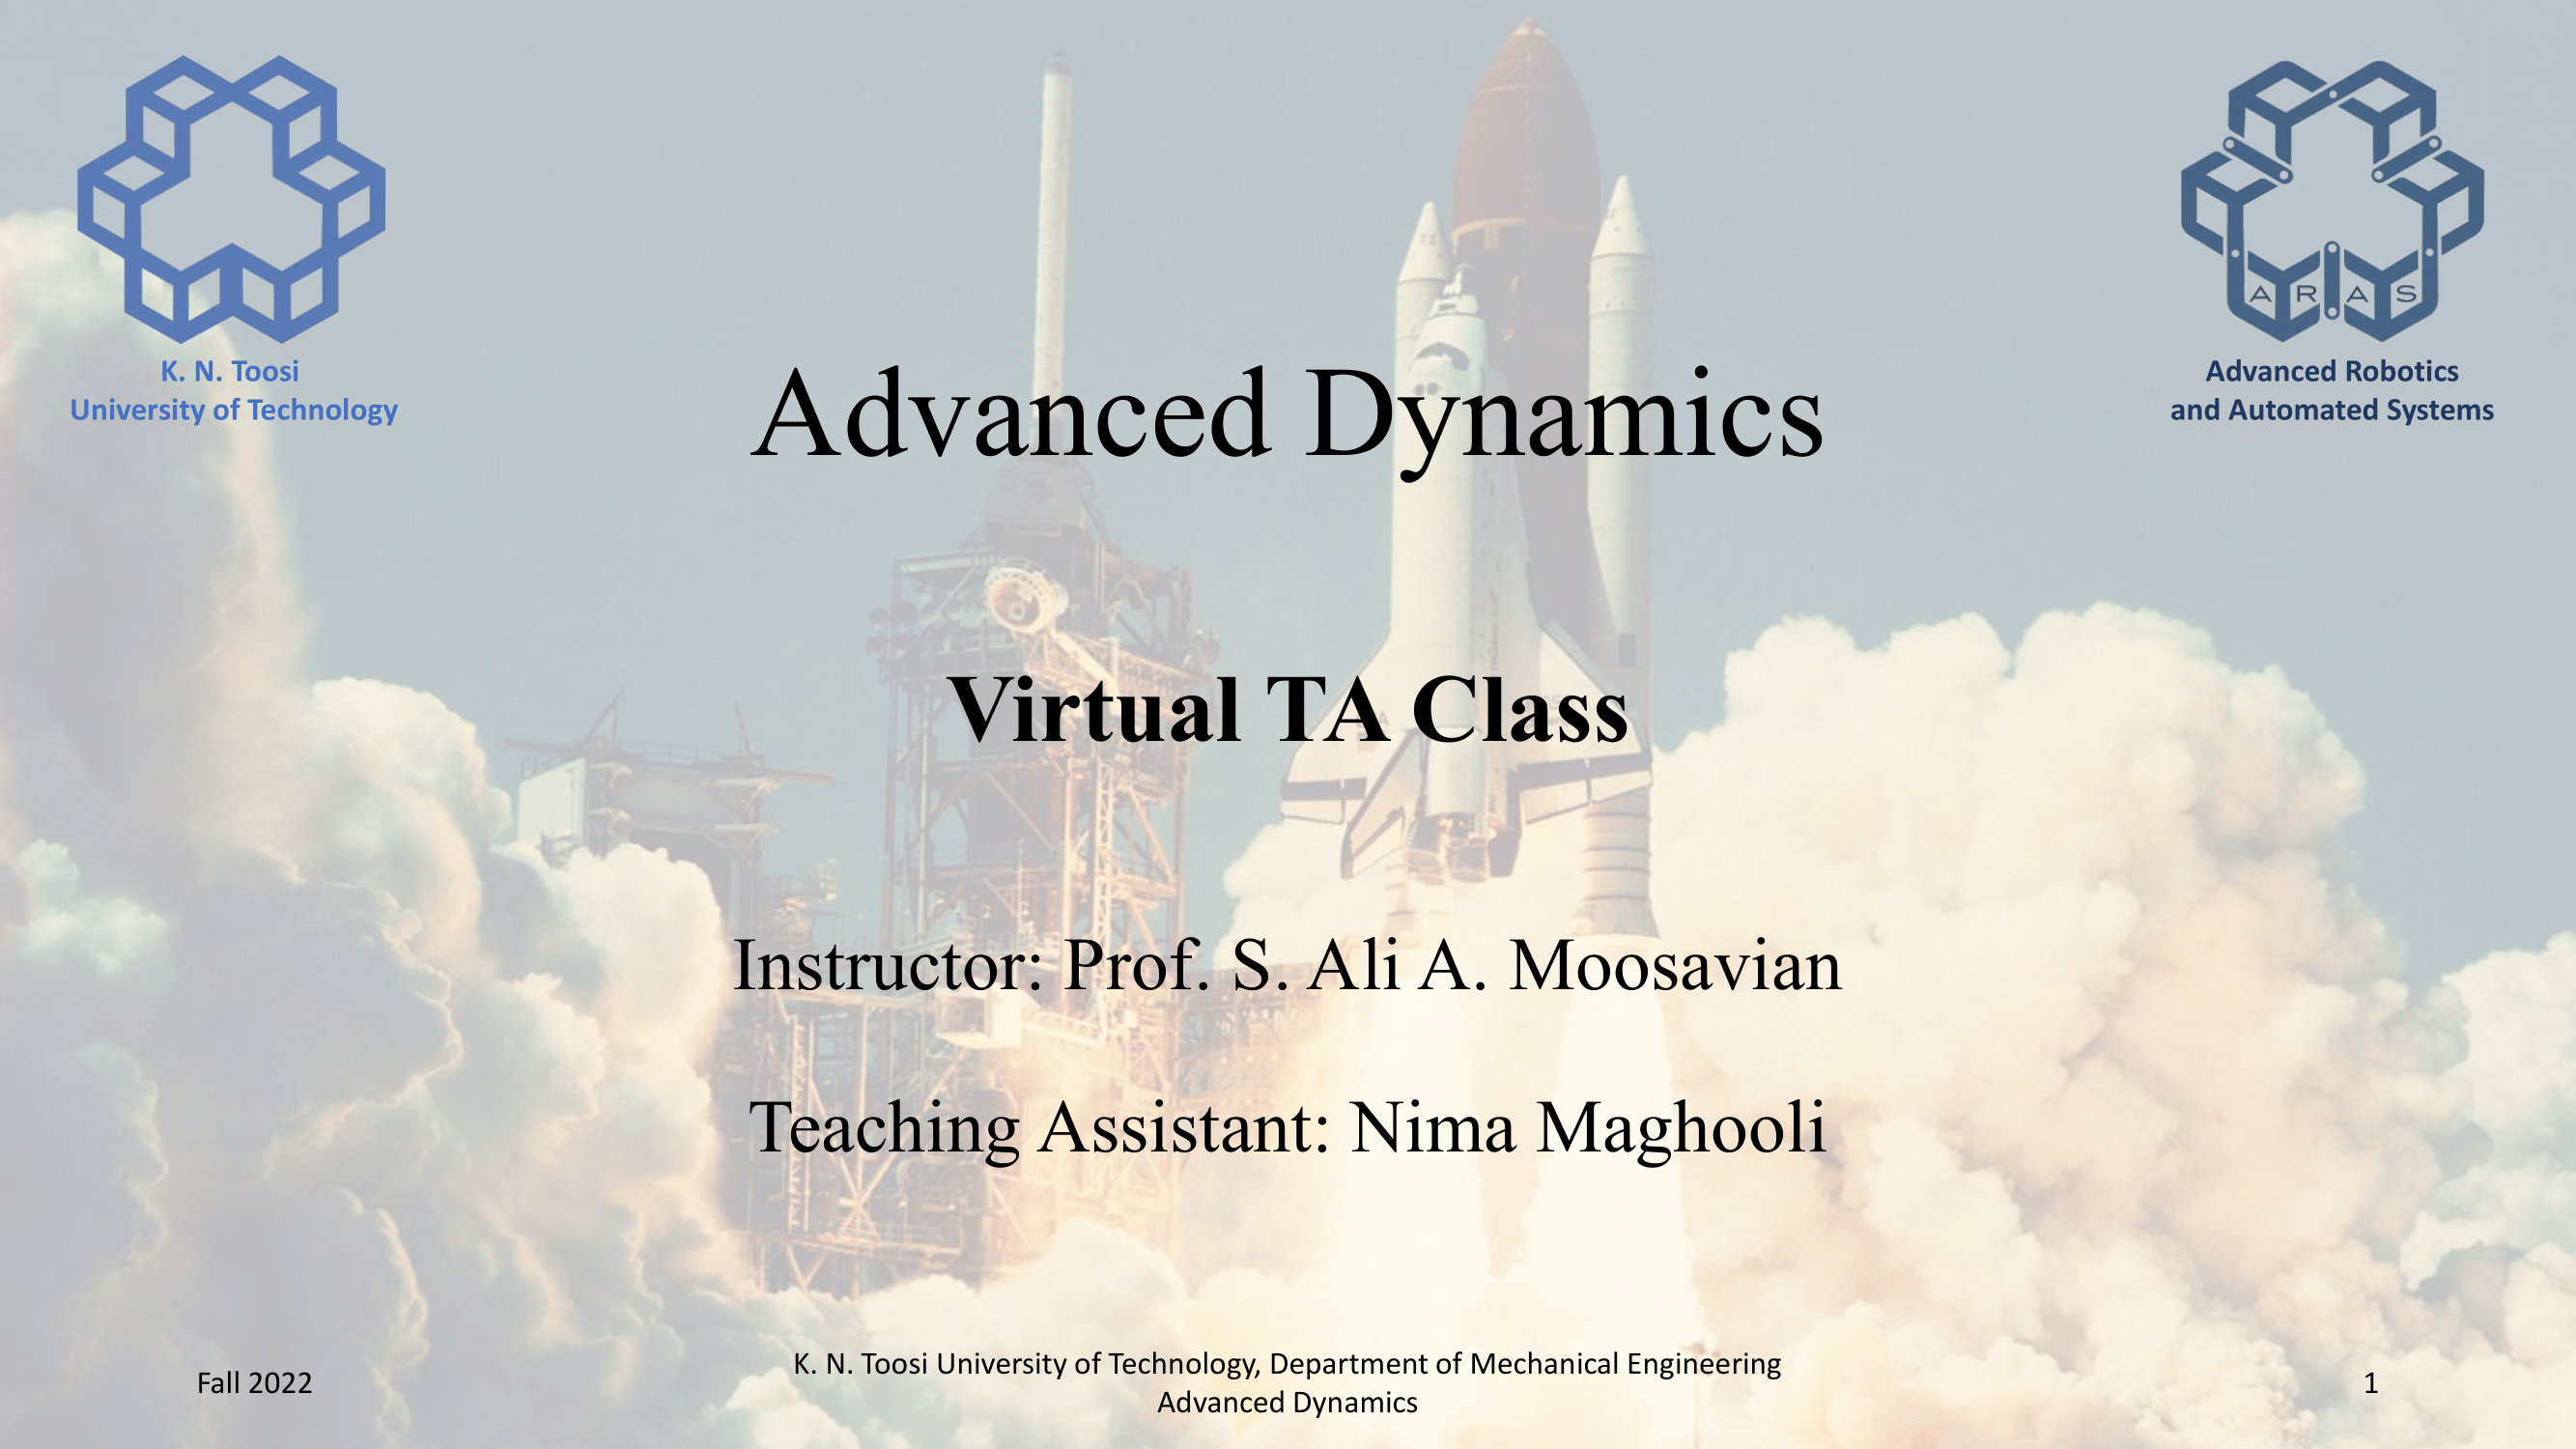 K. N. Toosi
University of Technology
A R A S
Advanced Robotics
and Automated Systems
Advanced Dynamics
Virtual TA Class
Instructor: Prof. S. Ali A. Moosavian
Teaching Assistant: Nima Maghooli
Fall 2022
K. N. Toosi University of Technology, Department of Mechanical Engineering
Advanced Dynamics
1